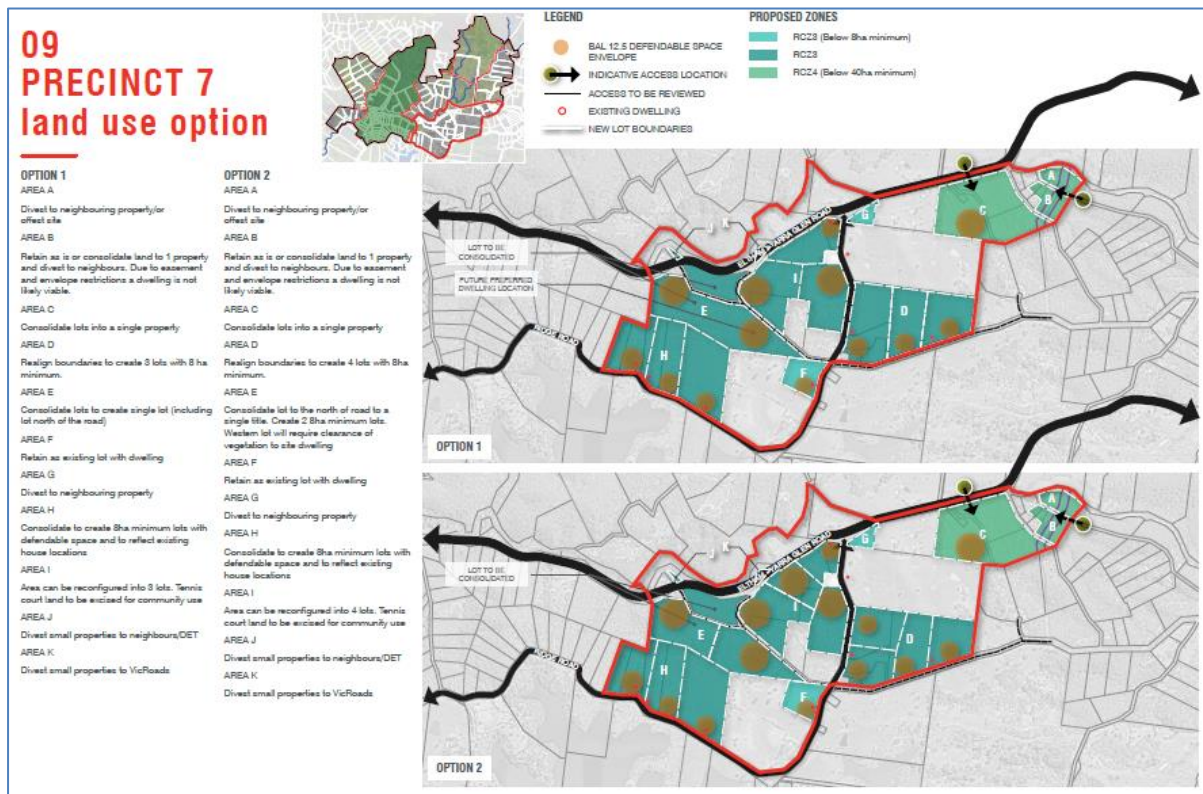 09
PRECINCT 7
land use option
OPTION 1
AREA A
Divest to neighbouring property/or
offest site
AREA B
Retain as is or consolidate land to 1 property
and divest to neighbours. Due to easement
and envelope restrictions a dwelling is not
likely viable.
AREA C
Consolidate lots into a single property
AREA D
Realign boundaries to create 3 lots with 8 ha
minimum.
AREA E
Consolidate lots to create single lot (including
lot north of the road)
AREA F
Retain as existing lot with dwelling
AREA G
Divest to neighbouring property
AREA H
Consolidate to create 8ha minimum lots with
defendable space and to reflect existing
house locations
AREA I
Area can be reconfigured into 3 lots. Tennis
court land to be excised for community use
AREA J
Divest small properties to neighbours/DET
AREA K
Divest small properties to VicRoads
OPTION 2
AREA A
Divest to neighbouring property/or
offest site
AREA B
Retain as is or consolidate land to 1 property
and divest to neighbours. Due to easement
and envelope restrictions a dwelling is not
likely viable.
AREA C
Consolidate lots into a single property
AREA D
Realign boundaries to create 4 lots with 8ha
minimum.
AREA E
Consolidate lot to the north of road to a
single title. Create 2 8ha minimum lots.
Western lot will require clearance of
vegetation to site dwelling
AREA F
Retain as existing lot with dwelling
AREA G
Divest to neighbouring property
AREA H
Consolidate to create 8ha minimum lots with
defendable space and to reflect existing
house locations
AREA I
Area can be reconfigured into 4 lots. Tennis
court land to be excised for community use
AREA J
Divest small properties to neighbours/DET
AREA K
Divest small properties to VicRoads
LEGEND
BAL 12.5 DEFENDABLE SPACE
ENVELOPE
INDICATIVE ACCESS LOCATION
ACCESS TO BE REVIEWED
EXISTING DWELLING
NEW LOT BOUNDARIES
PROPOSED ZONES
RCZ3 (Below 8ha minimum)
RCZ3
RCZ4 (Below 40ha minimum)
A
B
C
G
J K
LOT TO BE
CONSOLIDATED
FUTURE PREFERRED
DWELLING LOCATION
ELTHAM-YARRA GLEN ROAD
I
E
D
H
F
RIDGE ROAD
OPTION 1
A
B
C
G
J K
LOT TO BE
CONSOLIDATED
ELTHAM-YARRA GLEN ROAD
I
E
D
H
F
RIDGE ROAD
OPTION 2